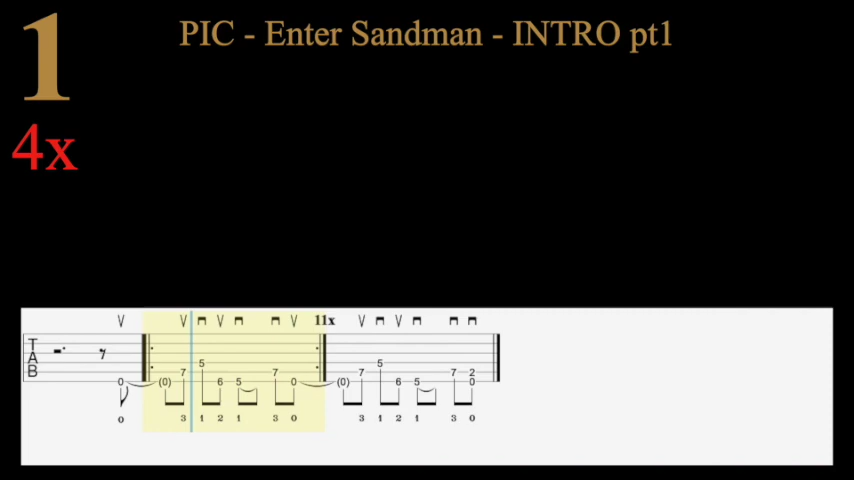 1
PIC - Enter Sandman - INTRO pt1
4x
11x
T
A
B
5 5
7 7 7 7 2
0 (0) 6 5 0 (0) 6 5 0
0 3 1 2 1 3 0 3 1 2 1 3 0